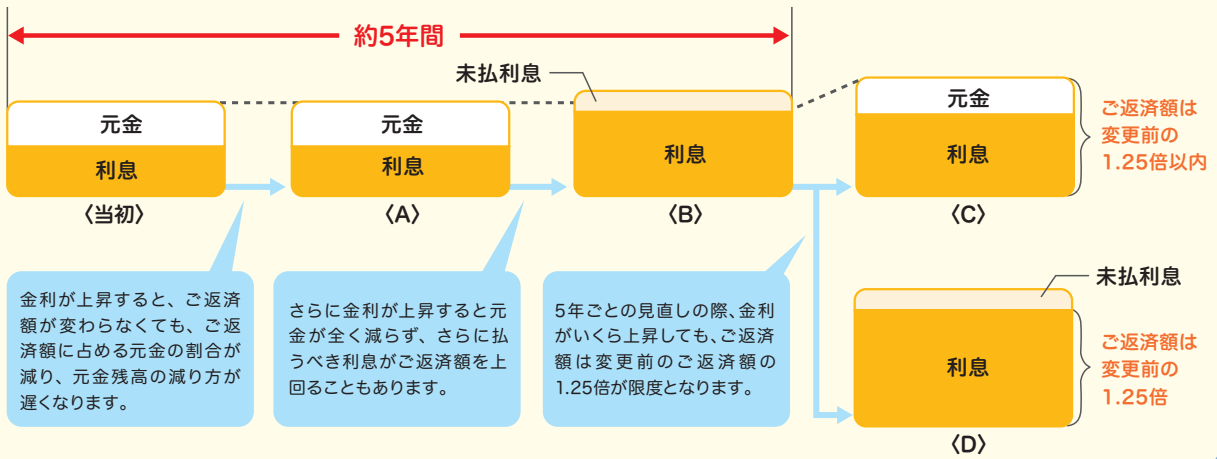 約5年間
未払利息
元金
利息
〈当初〉
元金
利息
〈A〉
利息
〈B〉
元金
利息
〈C〉
ご返済額は
変更前の
1.25倍以内
金利が上昇すると、ご返済
額が変わらなくても、ご返
済額に占める元金の割合が
減り、元金残高の減り方が
遅くなります。
さらに金利が上昇すると元
金が全く減らず、さらに払
うべき利息がご返済額を上
回ることもあります。
5年ごとの見直しの際、金利
がいくら上昇しても、ご返済
額は変更前のご返済額の
1.25倍が限度となります。
未払利息
利息
〈D〉
ご返済額は
変更前の
1.25倍